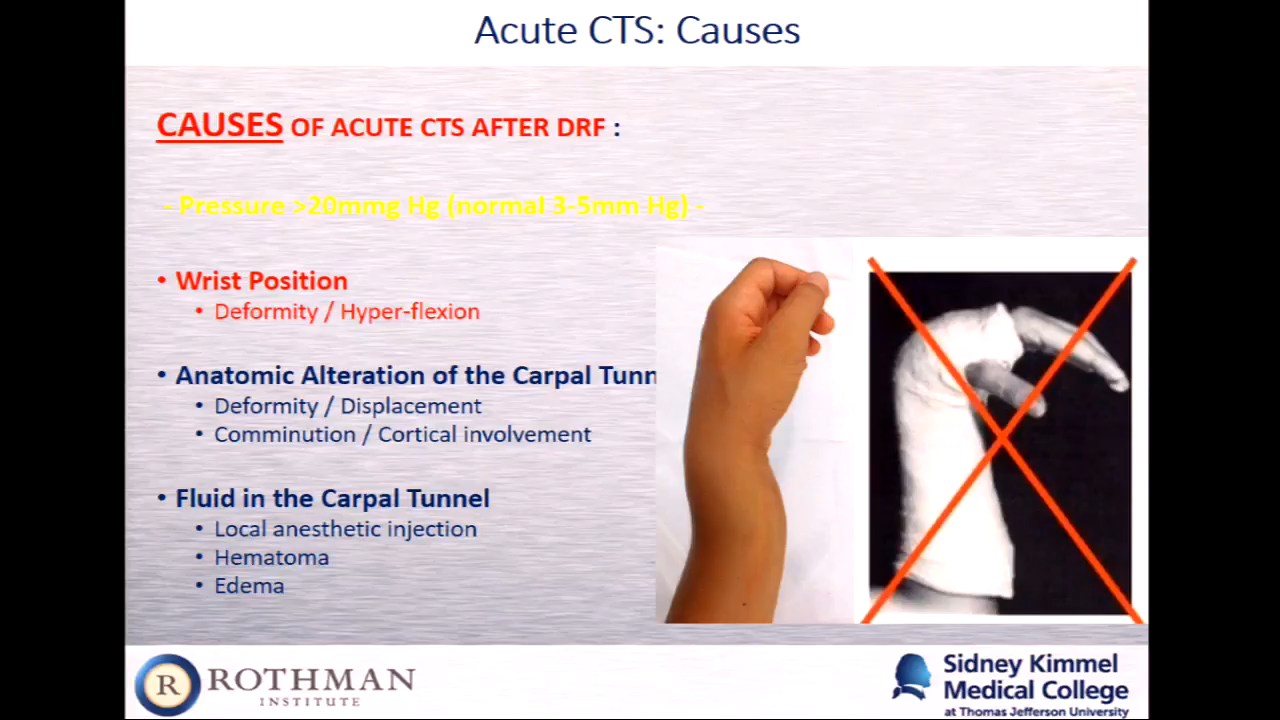 Acute CTS: Causes
CAUSES OF ACUTE CTS AFTER DRF :
- Pressure >20mmg Hg (normal 3-5mm Hg) -
• Wrist Position
• Deformity / Hyper-flexion
• Anatomic Alteration of the Carpal Tunn
• Deformity / Displacement
• Comminution / Cortical involvement
• Fluid in the Carpal Tunnel
• Local anesthetic injection
• Hematoma
• Edema
R ROTHMAN
INSTITUTE
Sidney Kimmel
Medical College
at Thomas Jefferson University